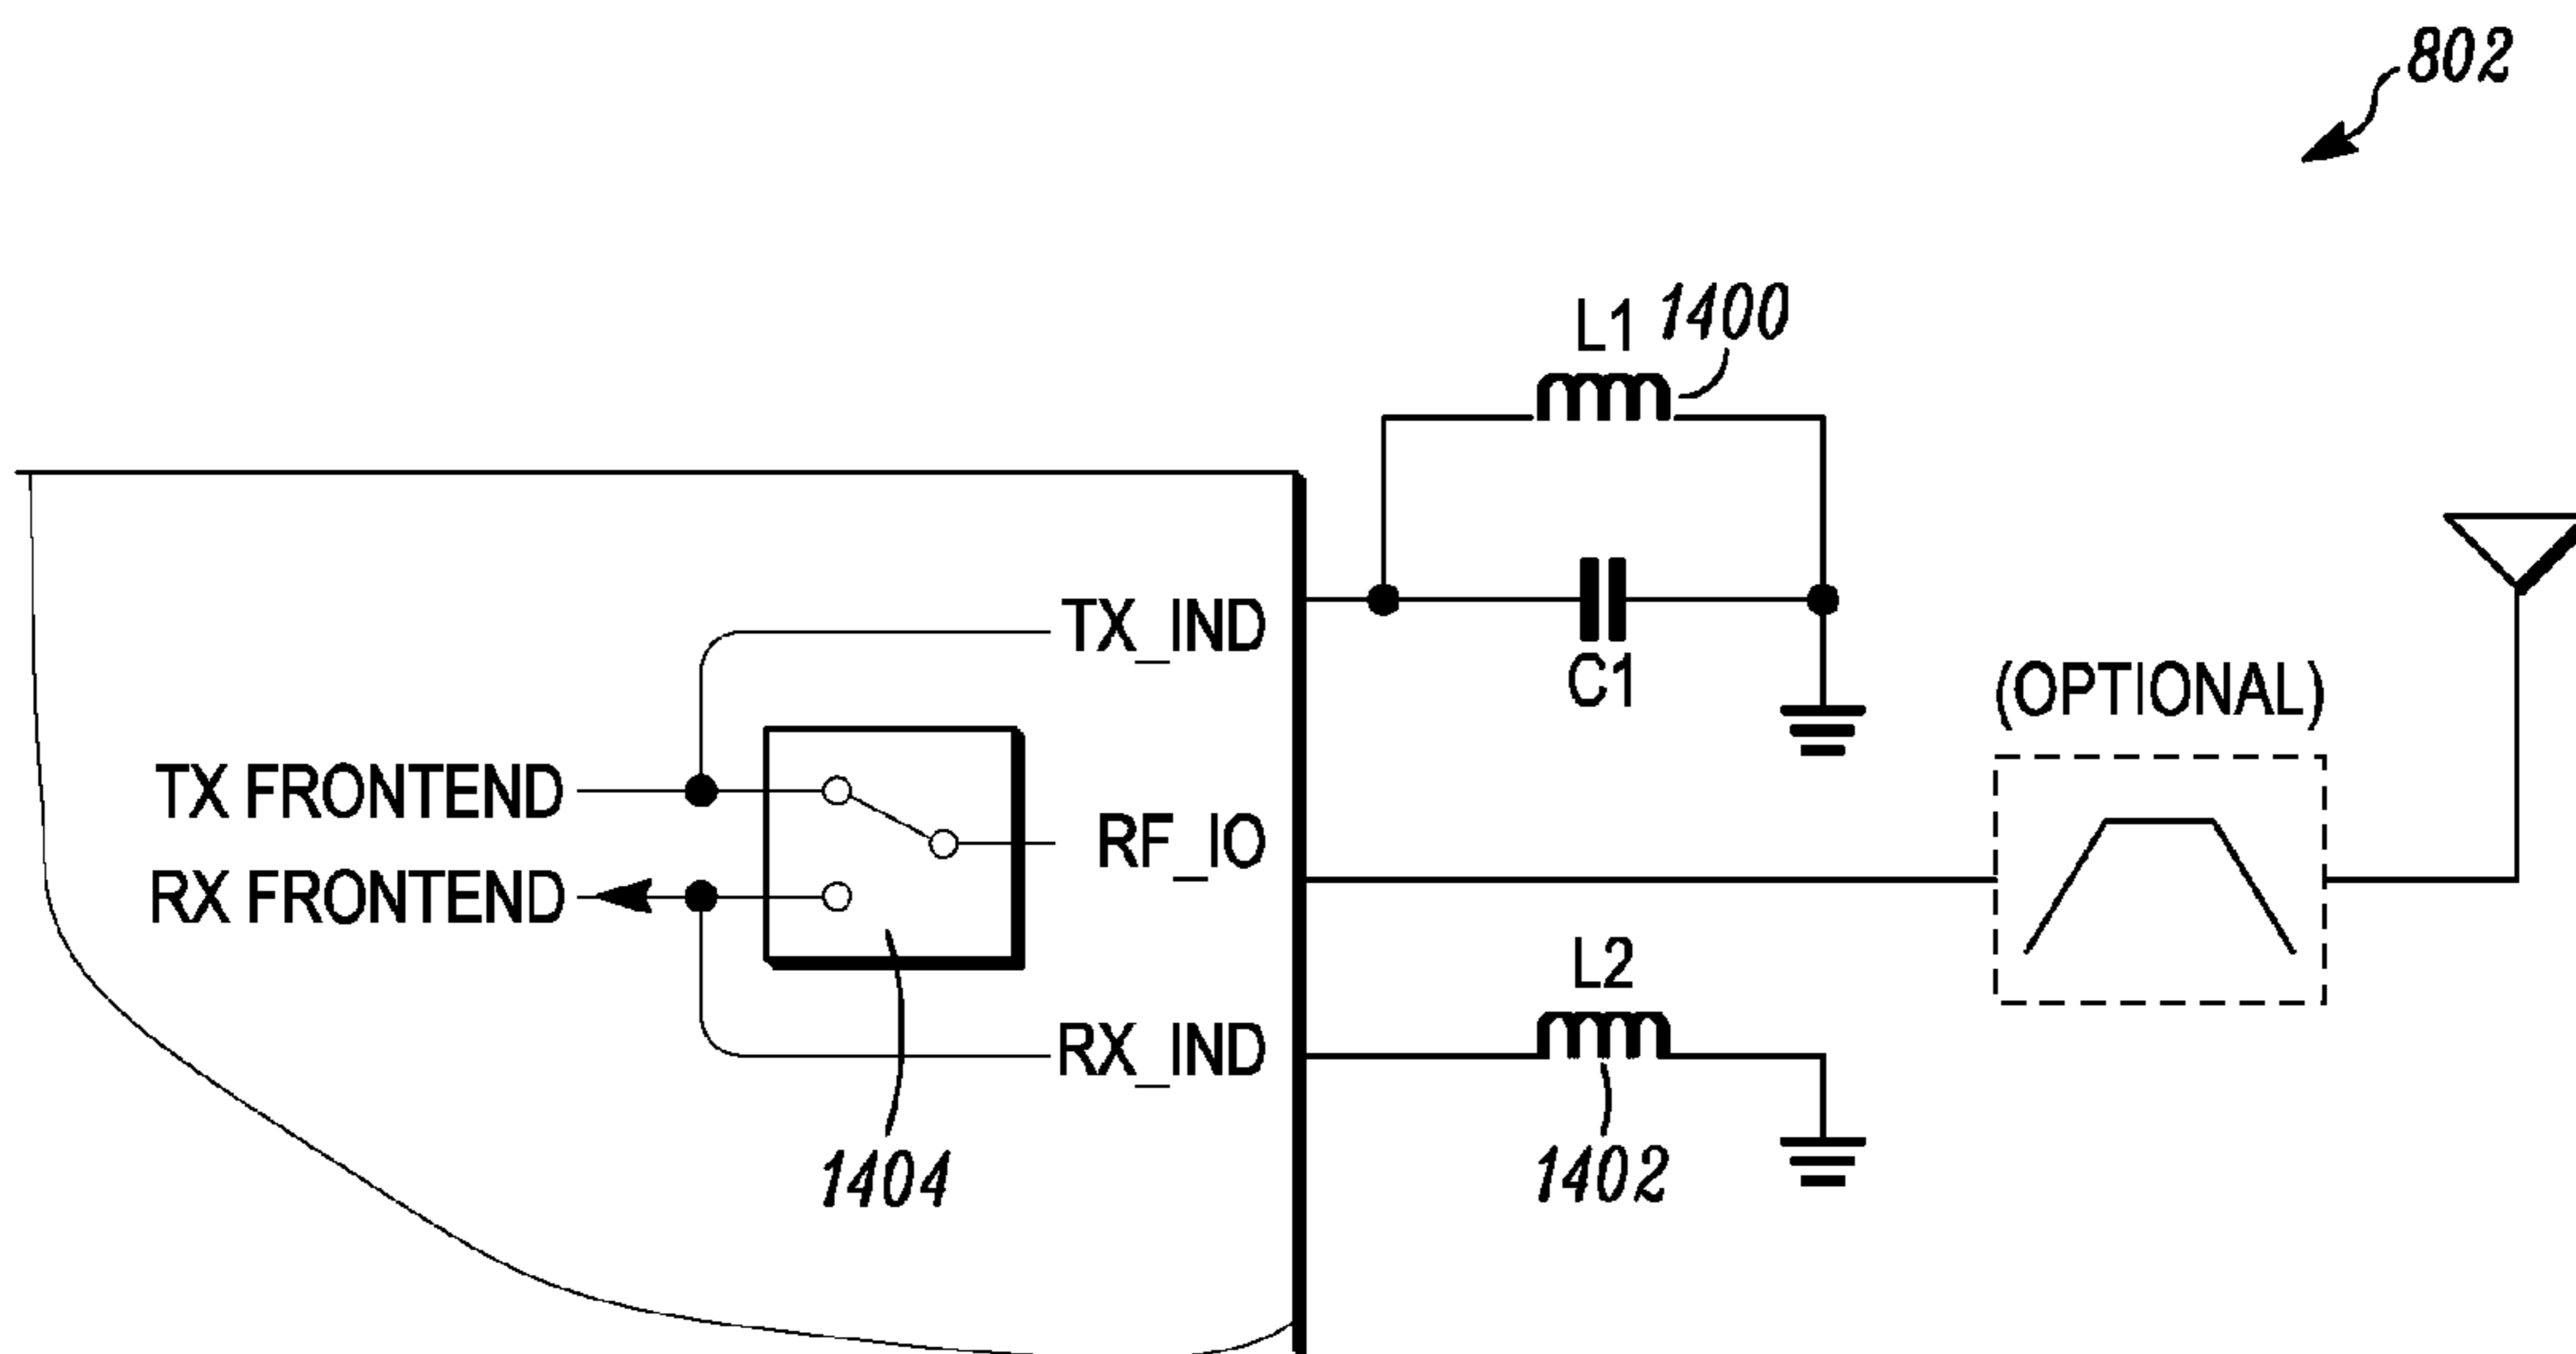 802
L1 1400
TX_IND
C1
(OPTIONAL)
TX FRONTEND
RF_IO
RX FRONTEND
L2
RX_IND
1404
1402